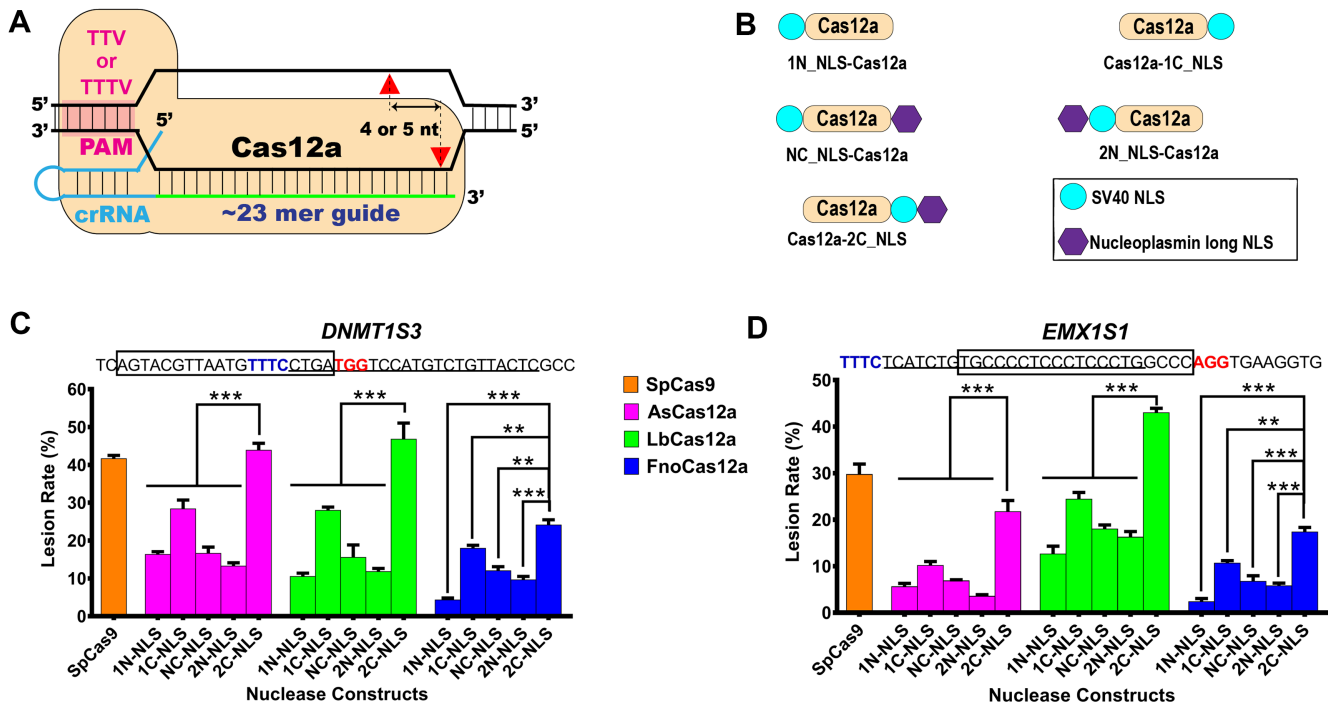 A
TTV
or
TTTV
5’
3’
5’
3’
5’
4 or 5 nt
PAM
Cas12a
3’
crRNA
~23 mer guide
B
Cas12a
1N_NLS-Cas12a
Cas12a
Cas12a-1C_NLS
Cas12a
NC_NLS-Cas12a
Cas12a
2N_NLS-Cas12a
Cas12a
Cas12a-2C_NLS
SV40 NLS
Nucleoplasmin long NLS
C
DNMT1S3
TCAGTACGTTAATGTTTCCTGATGGTCCATGTCTGTTACTCGCC
Lesion Rate (%)
60
50
40
30
20
10
0
***
***
***
**
**
***
SpCas9
1N-NLS
1C-NLS
NC-NLS
2N-NLS
2C-NLS
1N-NLS
1C-NLS
NC-NLS
2N-NLS
2C-NLS
1N-NLS
1C-NLS
NC-NLS
2N-NLS
2C-NLS
Nuclease Constructs
SpCas9
AsCas12a
LbCas12a
FnoCas12a
D
EMX1S1
TTTCTCATCTGTGCCCCTCCCTCCCTGGCCCAGGTGAAGGTG
Lesion Rate (%)
50
40
30
20
10
0
***
***
***
**
***
***
SpCas9
1N-NLS
1C-NLS
NC-NLS
2N-NLS
2C-NLS
1N-NLS
1C-NLS
NC-NLS
2N-NLS
2C-NLS
1N-NLS
1C-NLS
NC-NLS
2N-NLS
2C-NLS
Nuclease Constructs